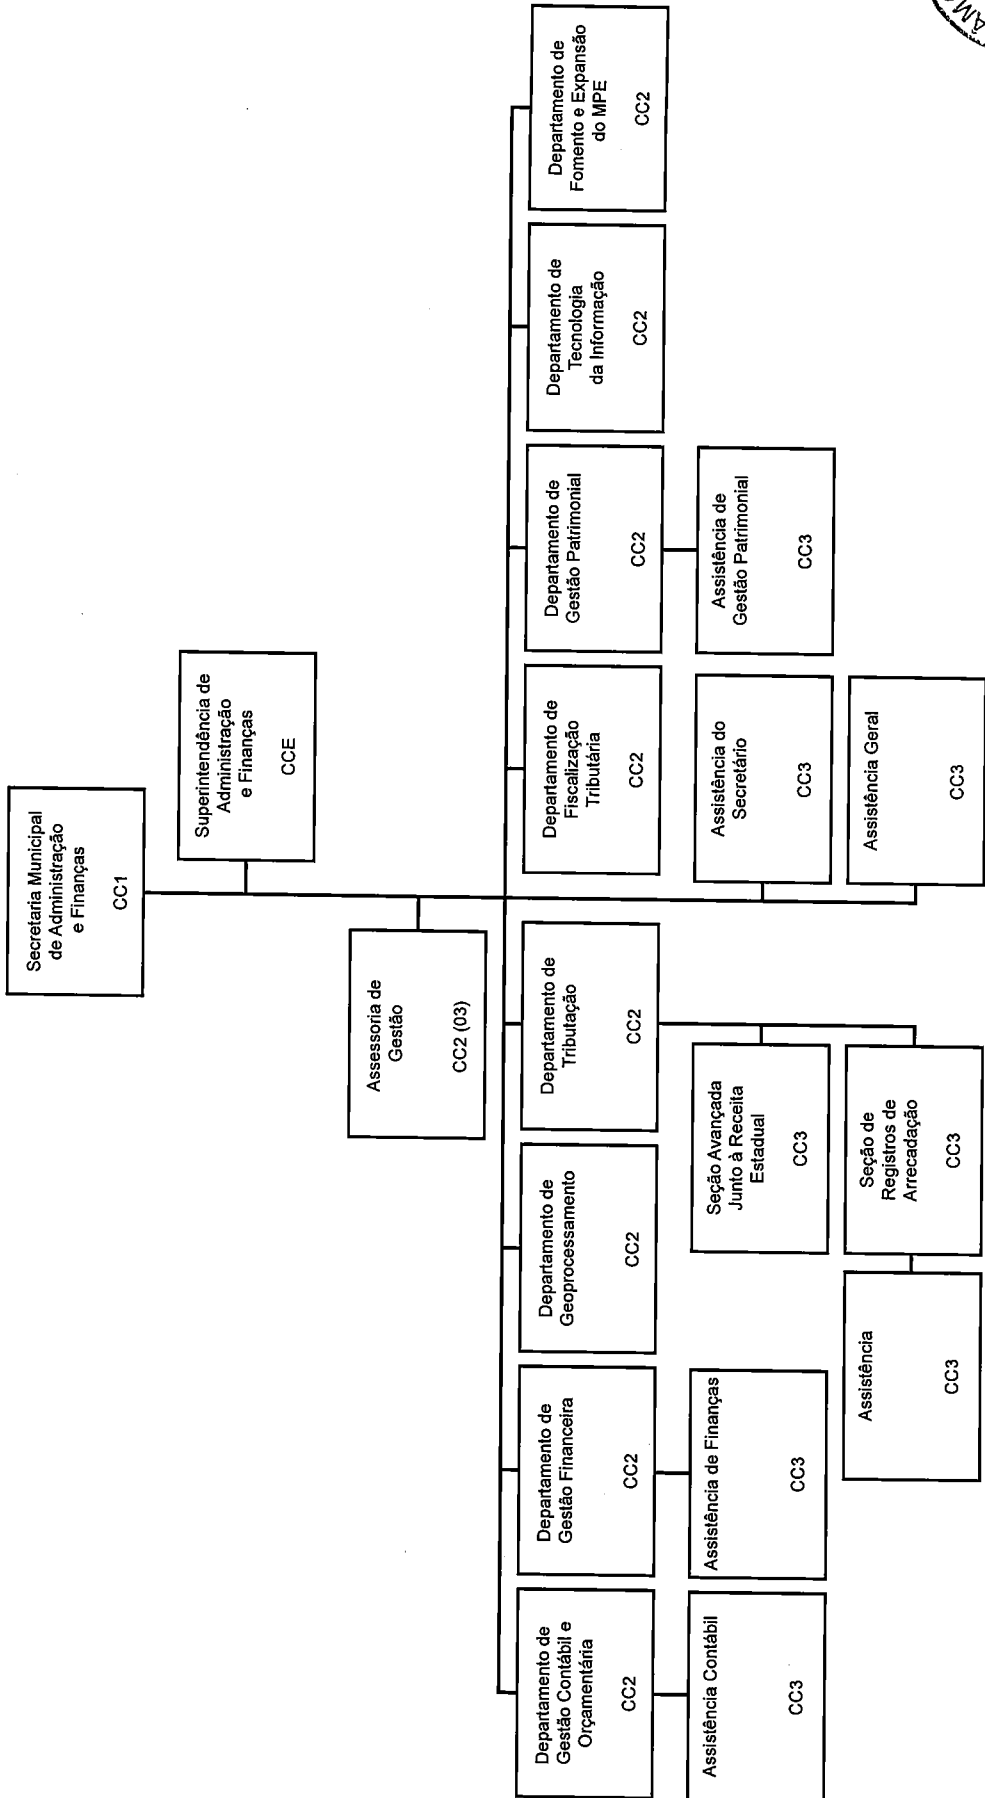 Secretaria Municipal
de Administração
e Finanças
CC1
Superintendência de
Administração
e Finanças
CCE
Assessoria de
Gestão
CC2 (03)
Departamento de
Gestão Contábil e
Orçamentária
CC2
Departamento de
Gestão Financeira
CC2
Departamento de
Geoprocessamento
CC2
Departamento de
Tributação
CC2
Departamento de
Fiscalização
Tributária
CC2
Departamento de
Gestão Patrimonial
CC2
Departamento de
Tecnologia
da Informação
CC2
Departamento de
Fomento e Expansão
do MPE
CC2
Assistência Contábil
CC3
Assistência de Finanças
CC3
Seção Avançada
Junto à Receita
Estadual
CC3
Assistência do
Secretário
CC3
Assistência de
Gestão Patrimonial
CC3
Assistência
CC3
Seção de
Registros de
Arrecadação
CC3
Assistência Geral
CC3